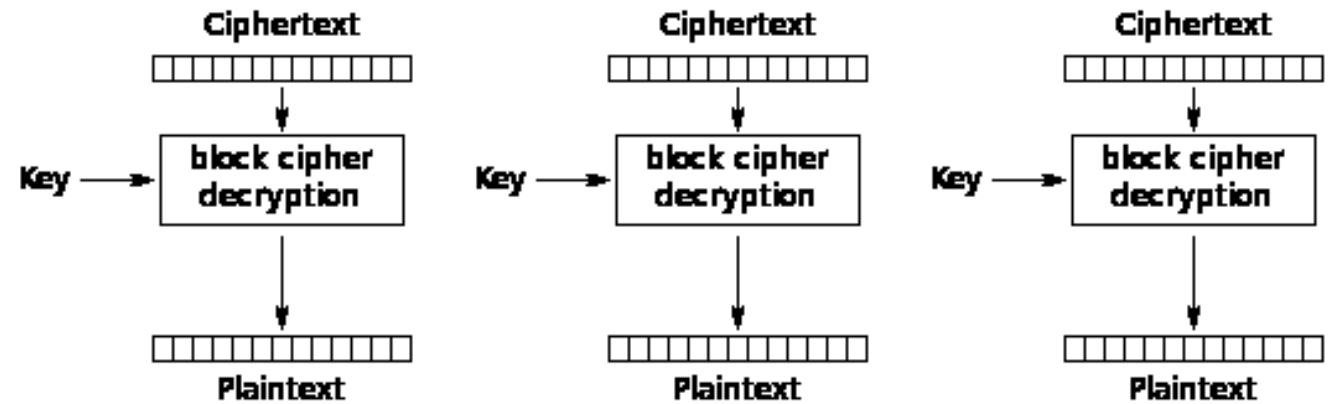 Ciphertext Ciphertext Ciphertext
block cipher block cipher block cipher
Key Key Key
decryption decryption decryption
Plaintext Plaintext Plaintext